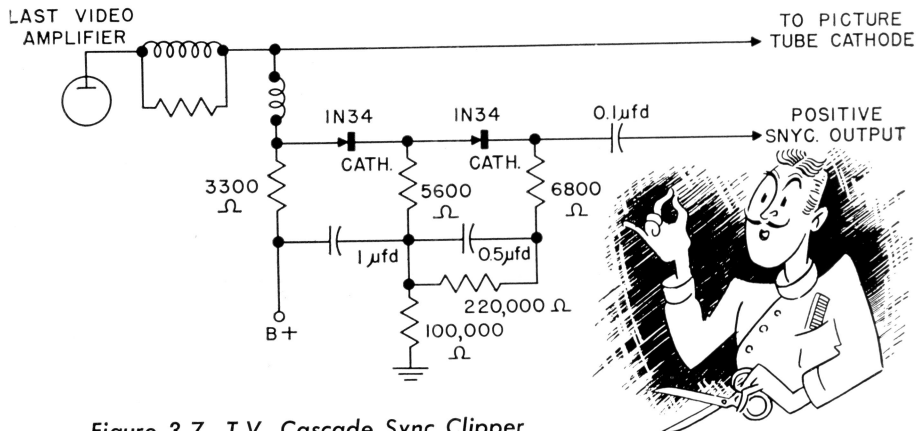 LAST VIDEO
AMPLIFIER
TO PICTURE
TUBE CATHODE
1N34
1N34
0.1µfd
POSITIVE
SNYC. OUTPUT
CATH.
CATH.
3300
Ω
5600
Ω
6800
Ω
1µfd
0.5µfd
220,000 Ω
B+
100,000
Ω
Figure 3.7 T.V. Cascade Sync Clipper